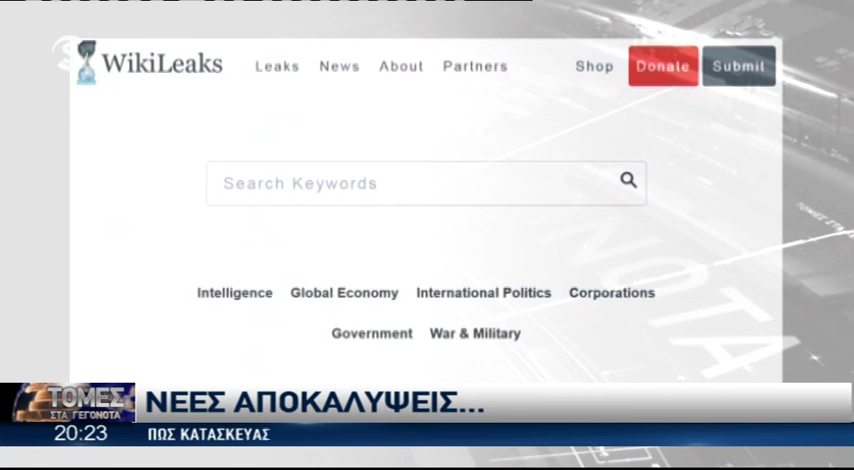 WikiLeaks Leaks News About Partners Shop Donate Submit
Search Keywords
Intelligence Global Economy International Politics Corporations
Government War & Military
ΤΟΜΕΣ
ΣΤΑ ΓΕΓΟΝΟΤΑ
ΝΕΕΣ ΑΠΟΚΑΛΥΨΕΙΣ...
20:23 ΠΩΣ ΚΑΤΑΣΚΕΥΑΣ